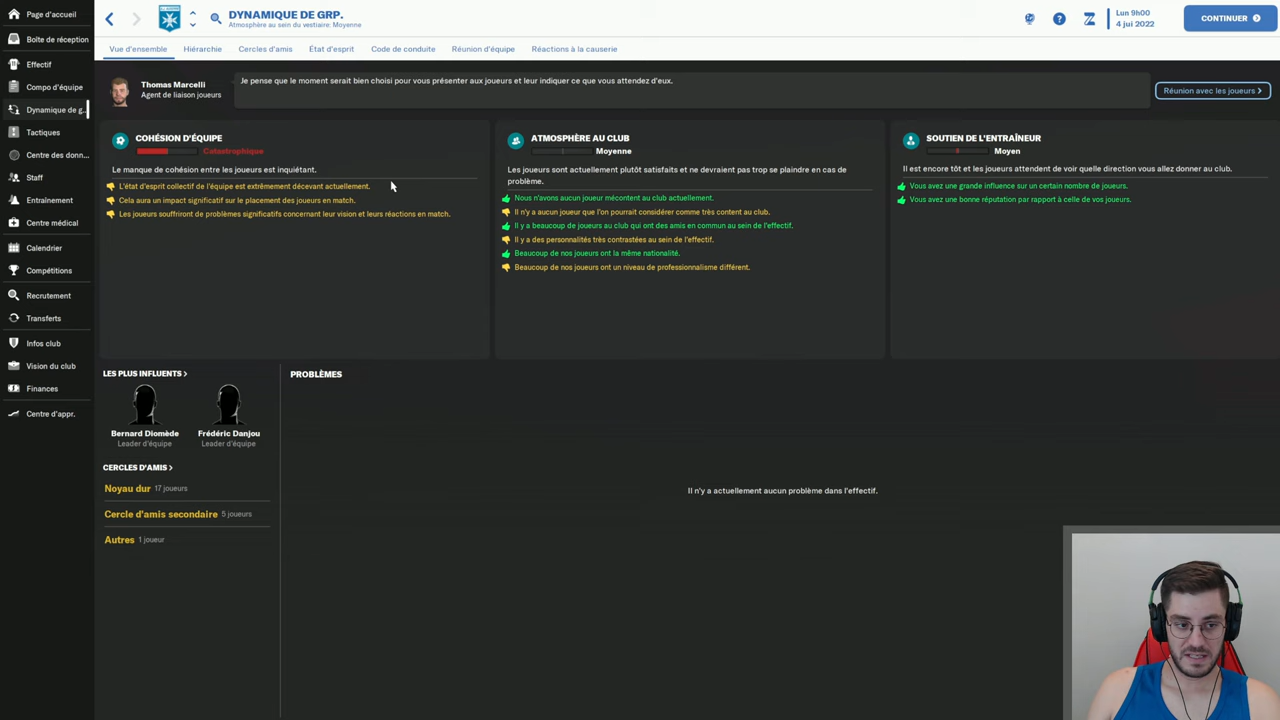 Page d'accueil
Boîte de réception
Effectif
Compo d'équipe
Dynamique de g...
Tactiques
Centre des donn...
Staff
Entrainement
Centre médical
Calendrier
Compétitions
Recrutement
Transferts
Infos club
Vision du club
Finances
Centre d'appr.
DYNAMIQUE DE GRP.
Atmosphère au sein du vestiaire: Moyenne
Lun 9h00
4 jui 2022
CONTINUER
Vue d'ensemble
Hiérarchie
Cercles d'amis
État d'esprit
Code de conduite
Réunion d'équipe
Réactions à la causerie
Thomas Marcelli
Agent de liaison joueurs
Je pense que le moment serait bien choisi pour vous présenter aux joueurs et leur indiquer ce que vous attendez d'eux.
Réunion avec les joueurs >
COHÉSION D'ÉQUIPE
Catastrophique
Le manque de cohésion entre les joueurs est inquiétant.
L'état d'esprit collectif de l'équipe est extrêmement décevant actuellement.
Cela aura un impact significatif sur le placement des joueurs en match.
Les joueurs souffriront de problèmes significatifs concernant leur vision et leurs réactions en match.
ATMOSPHÈRE AU CLUB
Moyenne
Les joueurs sont actuellement plutôt satisfaits et ne devraient pas trop se plaindre en cas de
problème.
Nous n'avons aucun joueur mécontent au club actuellement.
Il n'y a aucun joueur que l'on pourrait considérer comme très content au club.
Il y a beaucoup de joueurs au club qui ont des amis en commun au sein de l'effectif.
Il y a des personnalités très contrastées au sein de l'effectif.
Beaucoup de nos joueurs ont la même nationalité.
Beaucoup de nos joueurs ont un niveau de professionnalisme différent.
SOUTIEN DE L'ENTRAÎNEUR
Moyen
Il est encore tôt et les joueurs attendent de voir quelle direction vous allez donner au club.
Vous avez une grande influence sur un certain nombre de joueurs.
Vous avez une bonne réputation par rapport à celle de vos joueurs.
LES PLUS INFLUENTS >
Bernard Diomède
Leader d'équipe
Frédéric Danjou
Leader d'équipe
CERCLES D'AMIS >
Noyau dur 17 joueurs
Cercle d'amis secondaire 5 joueurs
Autres 1 joueur
PROBLÈMES
Il n'y a actuellement aucun problème dans l'effectif.